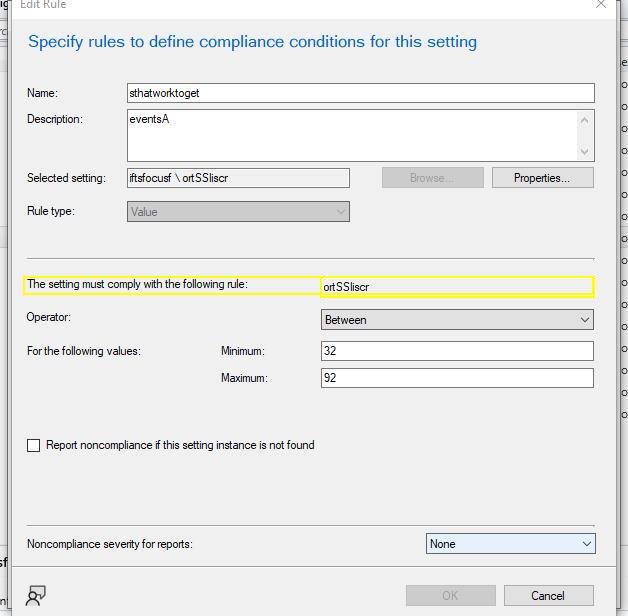 Edit Rule
Specify rules to define compliance conditions for this setting
Name: sthatworktoget
Description: eventsA
Selected setting: iftsfocusf \ ortSSliscr Browse... Properties...
Rule type: Value
The setting must comply with the following rule: ortSSliscr
Operator: Between
For the following values: Minimum: 32
Maximum: 92
Report noncompliance if this setting instance is not found
Noncompliance severity for reports: None
OK Cancel